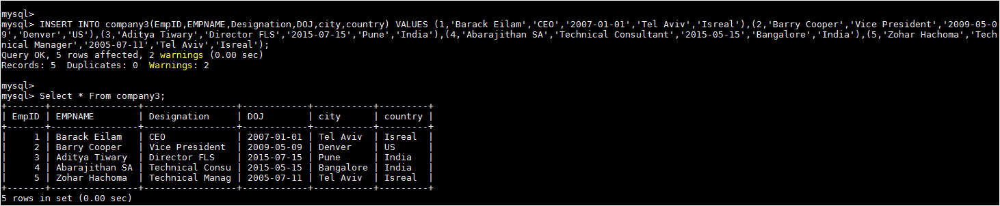 mysql>
mysql> INSERT INTO company3(EmpID,EMPNAME,Designation,DOJ,city,country) VALUES (1,'Barack Eilam','CEO','2007-01-01','Tel Aviv','Isreal'),(2,'Barry Cooper','Vice President','2009-05-0
9','Denver','US'),(3,'Aditya Tiwary','Director FLS','2015-07-15','Pune','India'),(4,'Abarajithan SA','Technical Consultant','2015-05-15','Bangalore','India'),(5,'Zohar Hachoma','Tech
nical Manager','2005-07-11','Tel Aviv','Isreal');
Query OK, 5 rows affected, 2 warnings (0.00 sec)
Records: 5  Duplicates: 0  Warnings: 2

mysql>
mysql> Select * From company3;
+-------+----------------+-----------------+------------+-----------+---------+
| EmpID | EMPNAME        | Designation     | DOJ        | city      | country |
+-------+----------------+-----------------+------------+-----------+---------+
|     1 | Barack Eilam   | CEO             | 2007-01-01 | Tel Aviv  | Isreal  |
|     2 | Barry Cooper   | Vice President  | 2009-05-09 | Denver    | US      |
|     3 | Aditya Tiwary  | Director FLS    | 2015-07-15 | Pune      | India   |
|     4 | Abarajithan SA | Technical Consu | 2015-05-15 | Bangalore | India   |
|     5 | Zohar Hachoma  | Technical Manag | 2005-07-11 | Tel Aviv  | Isreal  |
+-------+----------------+-----------------+------------+-----------+---------+
5 rows in set (0.00 sec)